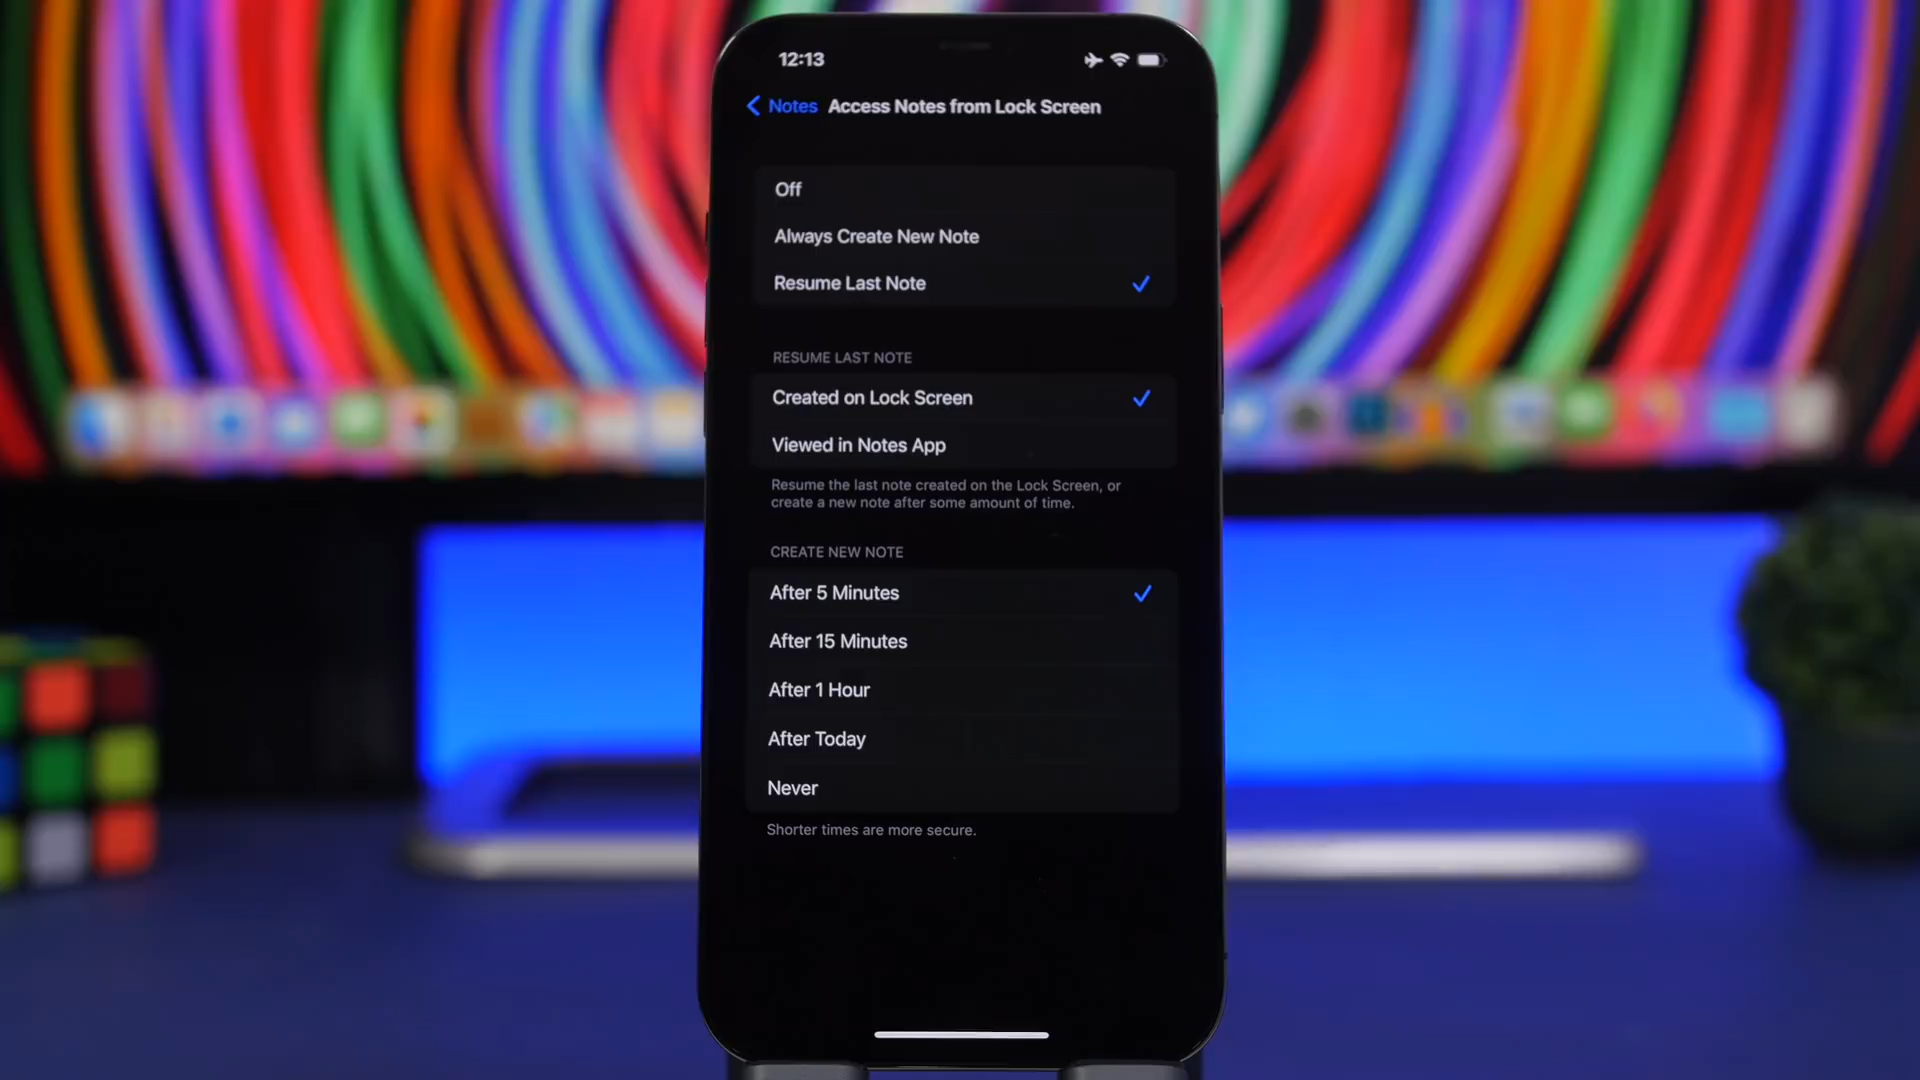 12:13
Notes Access Notes from Lock Screen
Off
Always Create New Note
Resume Last Note
RESUME LAST NOTE
Created on Lock Screen
Viewed in Notes App
Resume the last note created on the Lock Screen, or
create a new note after some amount of time.
CREATE NEW NOTE
After 5 Minutes
After 15 Minutes
After 1 Hour
After Today
Never
Shorter times are more secure.